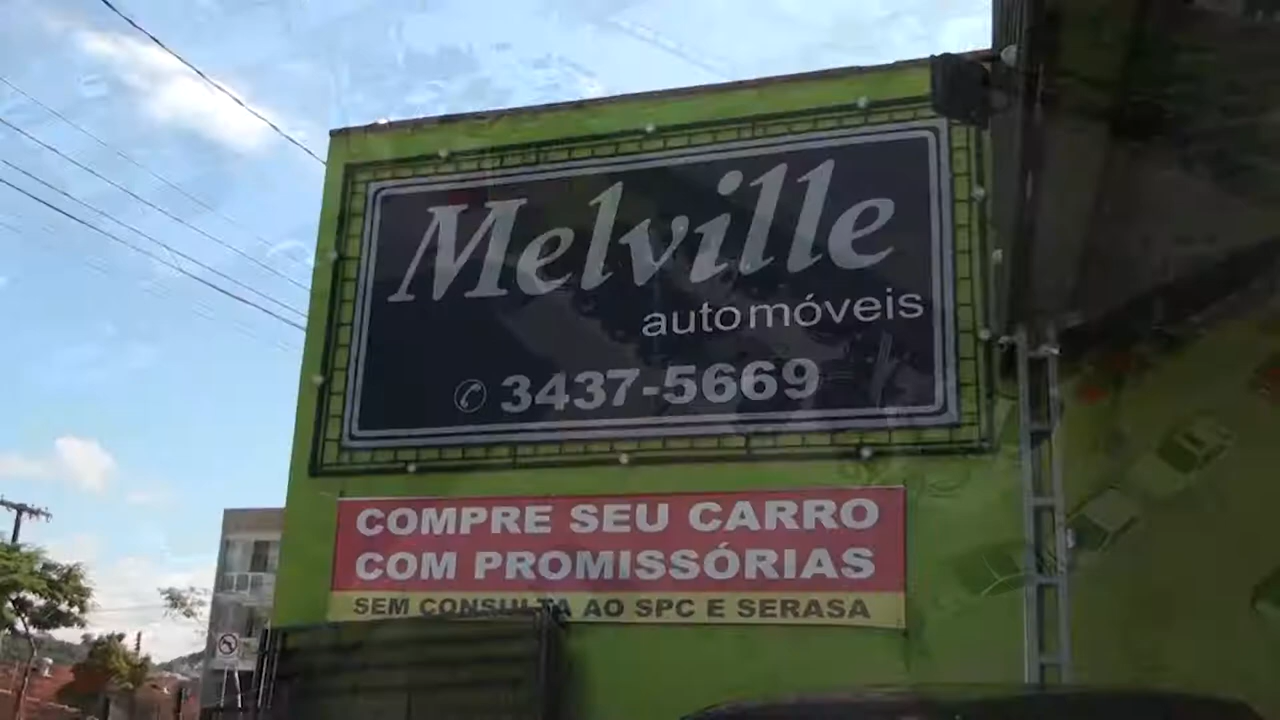 Melville
automóveis
3437-5669
COMPRE SEU CARRO
COM PROMISSÓRIAS
SEM CONSULTA AO SPC E SERASA